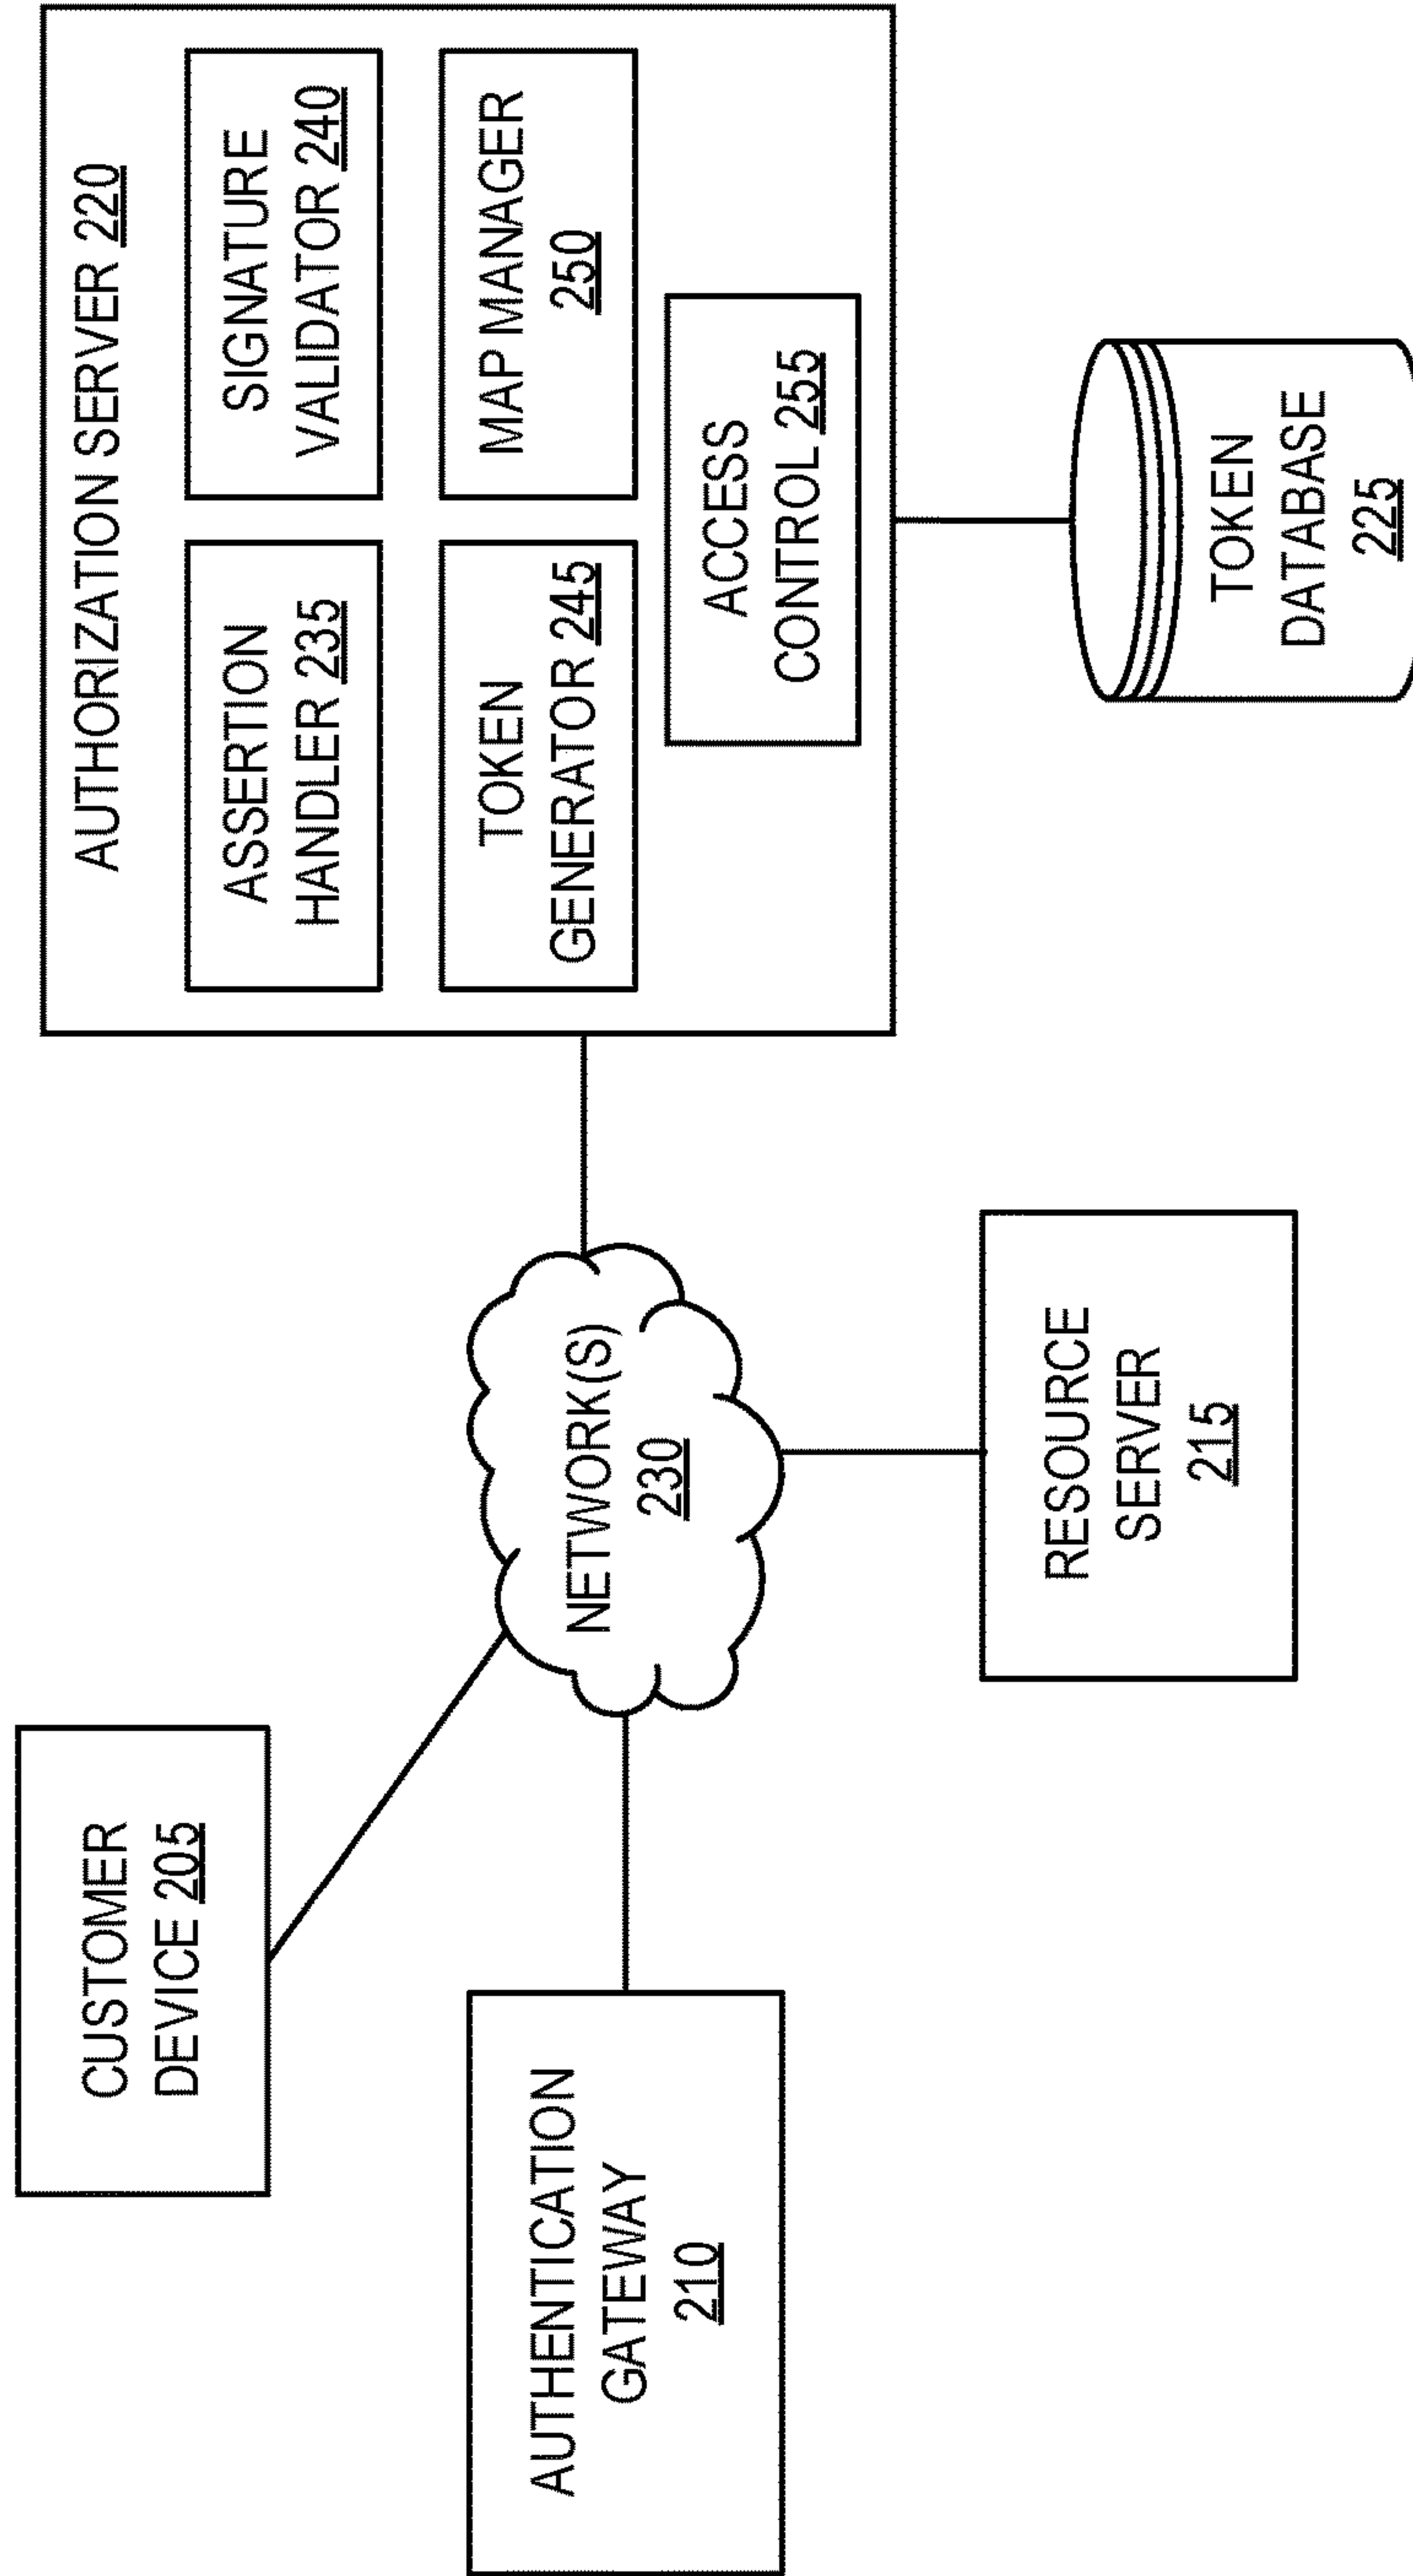 CUSTOMER
DEVICE 205
AUTHENTICATION
GATEWAY
210
NETWORK(S)
230
RESOURCE
SERVER
215
AUTHORIZATION SERVER 220
ASSERTION
HANDLER 235
SIGNATURE
VALIDATOR 240
TOKEN
GENERATOR 245
MAP MANAGER
250
ACCESS
CONTROL 255
TOKEN
DATABASE
225